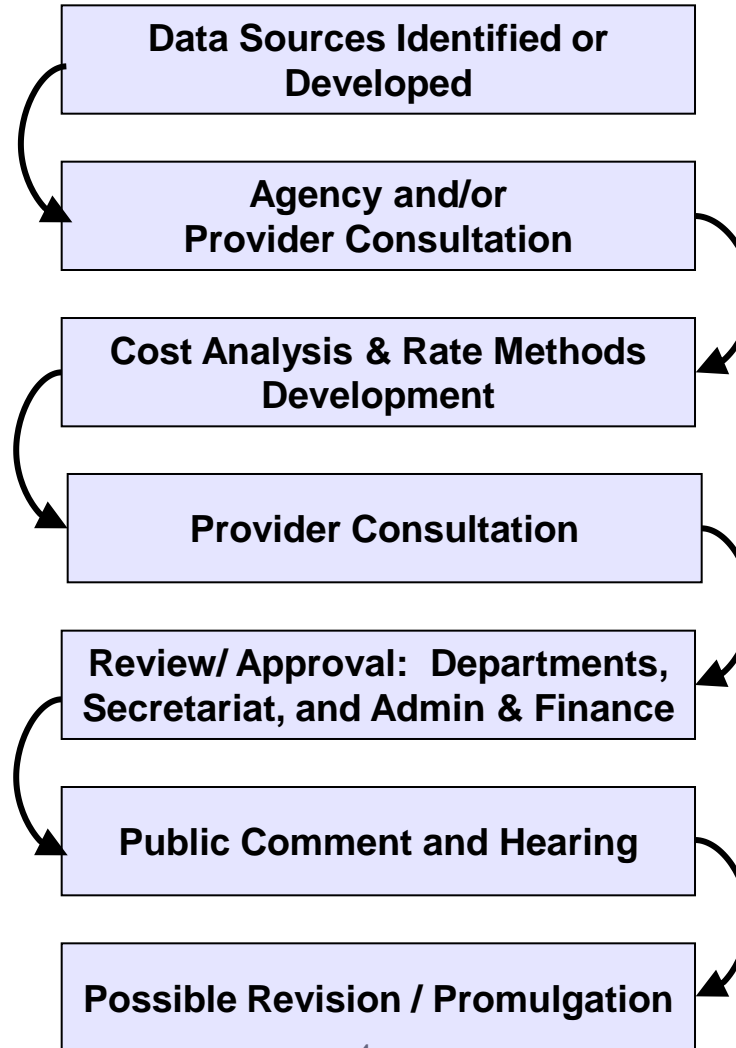 Data Sources Identified or
Developed
Agency and/or
Provider Consultation
Cost Analysis & Rate Methods
Development
Provider Consultation
Review/ Approval:  Departments,
Secretariat, and Admin & Finance
Public Comment and Hearing
Possible Revision / Promulgation